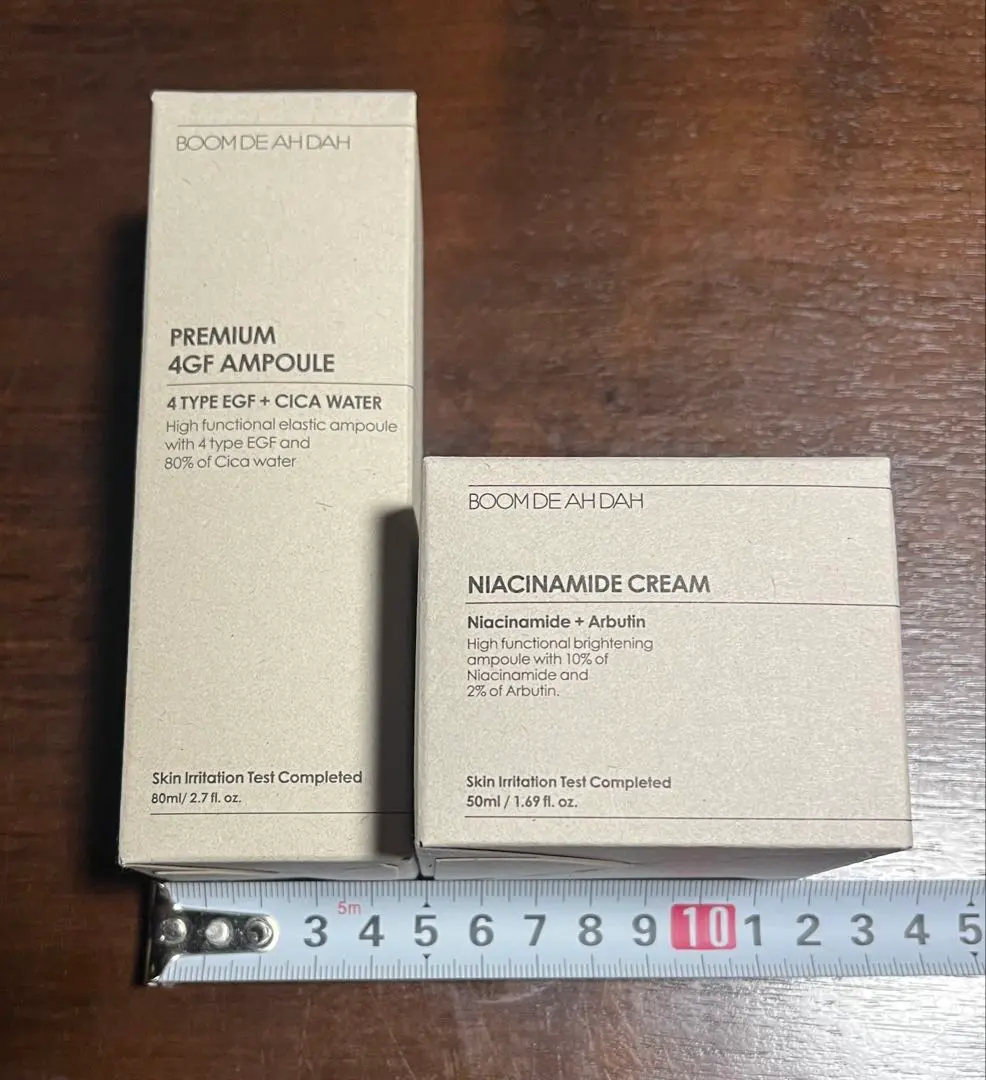 BOOM DE AH DAH
PREMIUM
4GF AMPOULE
4 TYPE EGF + CICA WATER
High functional elastic ampoule
with 4 type EGF and
80% of Cica water
Skin Irritation Test Completed
80ml/ 2.7 fl. oz.
BOOM DE AH DAH
NIACINAMIDE CREAM
Niacinamide + Arbutin
High functional brightening
ampoule with 10% of
Niacinamide and
2% of Arbutin.
Skin Irritation Test Completed
50ml / 1.69 fl. oz.
5m
3 4 5 6 7 8 9 10 1 2 3 4 5